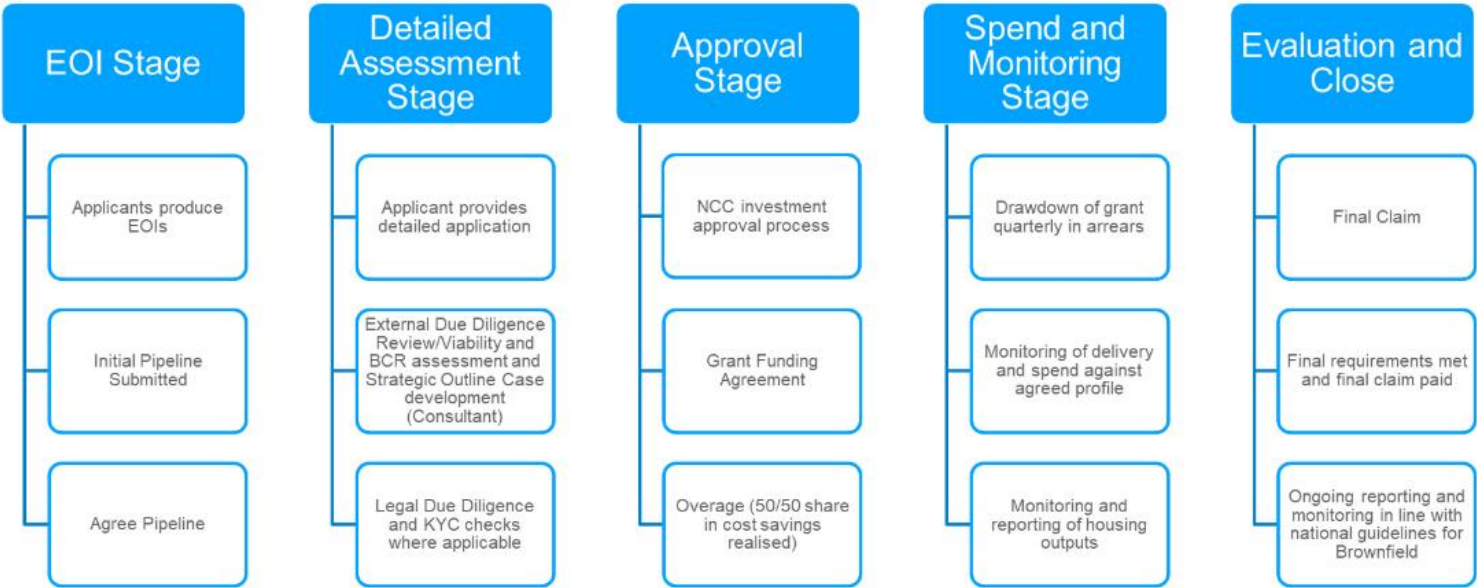 EOI Stage
Applicants produce
EOIs
Initial Pipeline
Submitted
Agree Pipeline
Detailed
Assessment
Stage
Applicant provides
detailed application
External Due Diligence
Review/Viability and
BCR assessment and
Strategic Outline Case
development
(Consultant)
Legal Due Diligence
and KYC checks
where applicable
Approval
Stage
NCC investment
approval process
Grant Funding
Agreement
Overage (50/50 share
in cost savings
realised)
Spend and
Monitoring
Stage
Drawdown of grant
quarterly in arrears
Monitoring of delivery
and spend against
agreed profile
Monitoring and
reporting of housing
outputs
Evaluation and
Close
Final Claim
Final requirements met
and final claim paid
Ongoing reporting and
monitoring in line with
national guidelines for
Brownfield